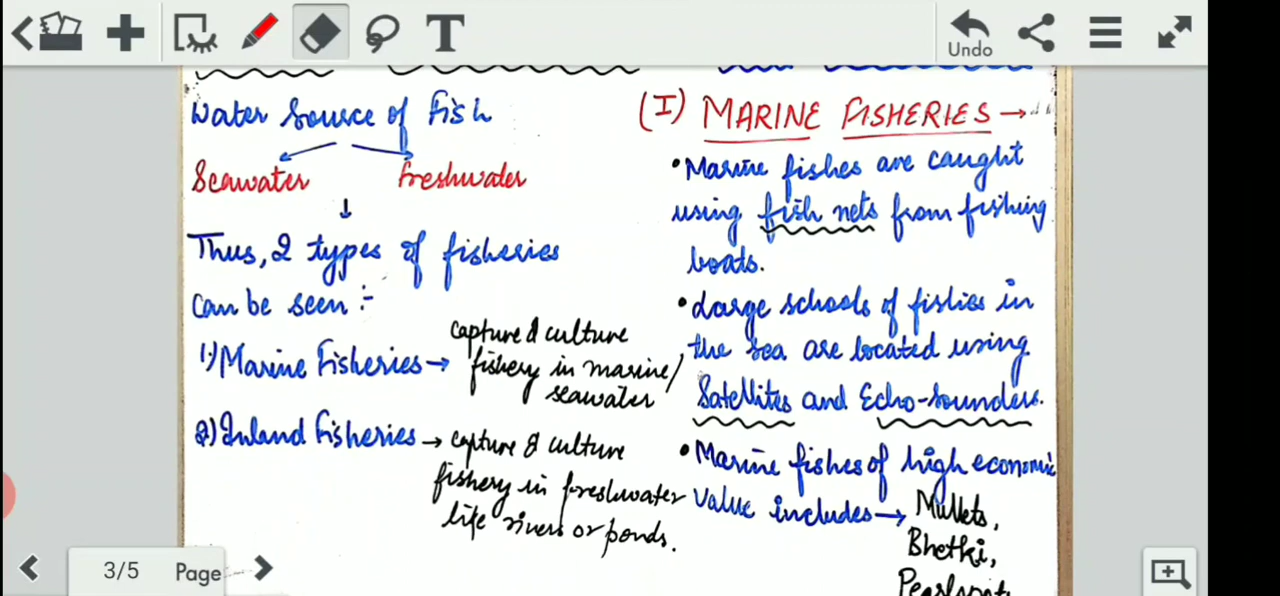 Undo
Water Source of Fish
Seawater Freshwater
Thus, 2 types of fisheries
can be seen :-
1) Marine Fisheries → capture & culture
fishery in marine/
seawater
2) Inland Fisheries → capture & culture
fishery in freshwater
like rivers or ponds.
(I) MARINE FISHERIES →
• Marine fishes are caught
using fish nets from fishing
boats.
• Large schools of fishes in
the sea are located using
Satellites and Echo-sounders.
• Marine fishes of high economic
value includes → Mullets,
Bhetki,
Pearlspot,
3/5 Page
T